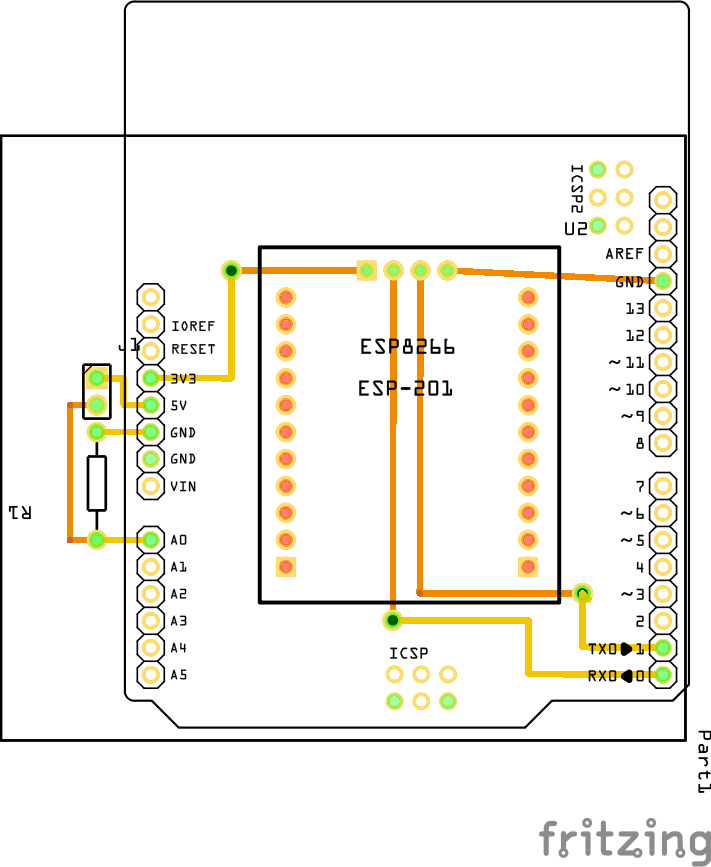 ICSP2
U2
AREF
GND
13
12
~11
~10
~9
8
IOREF
RESET
3V3
5V
GND
GND
VIN
J1
ESP8266
ESP-201
R1
7
~6
~5
4
~3
2
TX0▶1
RX0◀0
A0
A1
A2
A3
A4
A5
ICSP
Part1
fritzing